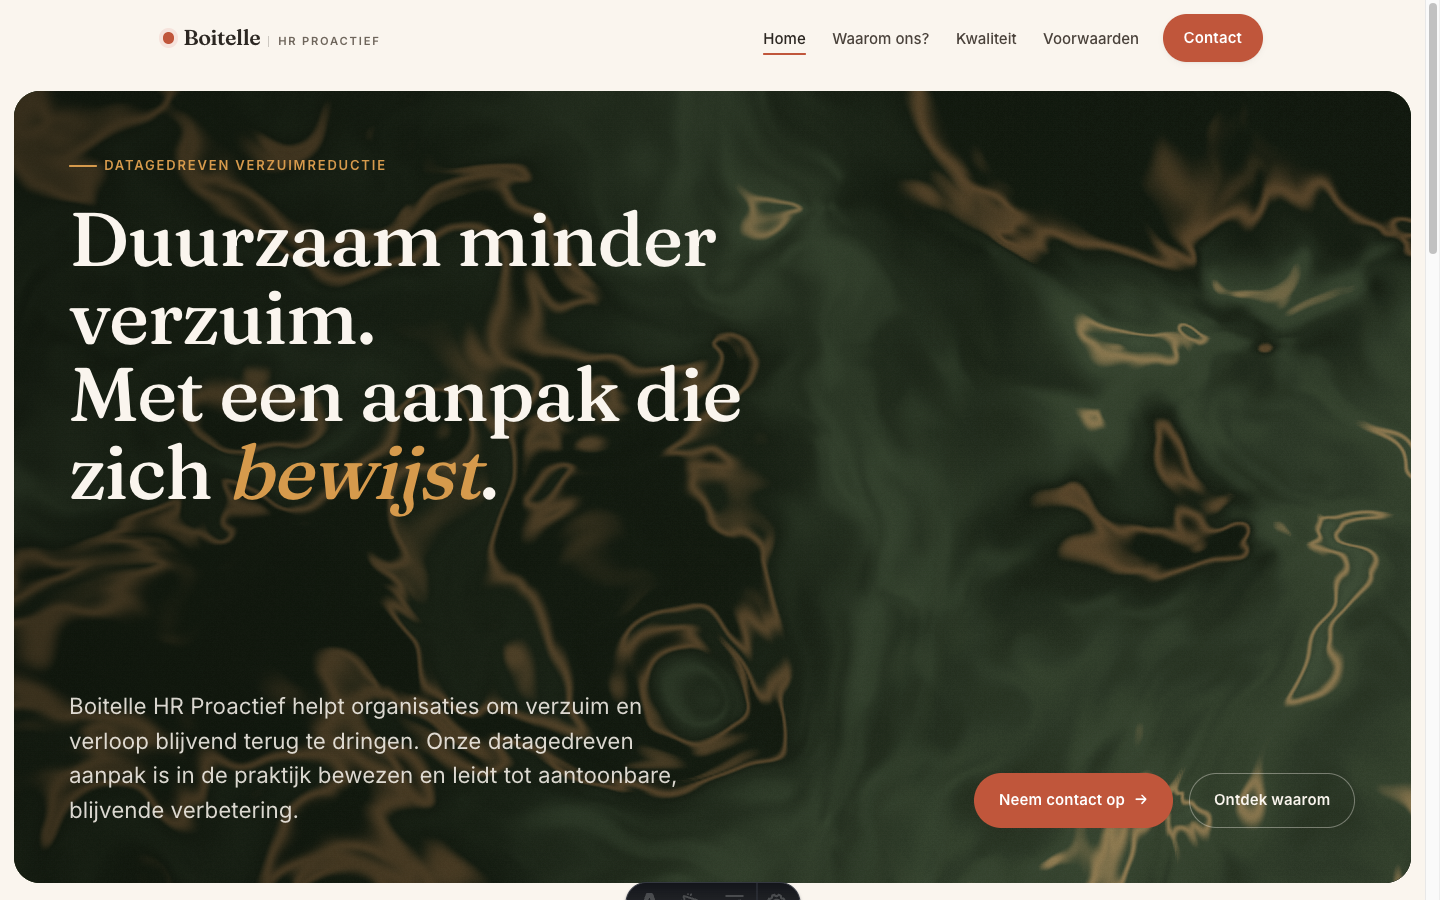 Boitelle | HR PROACTIEF
Home
Waarom ons?
Kwaliteit
Voorwaarden
Contact
DATAGEDREVEN VERZUIMREDUCTIE
Duurzaam minder
verzuim.
Met een aanpak die
zich bewijst.
Boitelle HR Proactief helpt organisaties om verzuim en
verloop blijvend terug te dringen. Onze datagedreven
aanpak is in de praktijk bewezen en leidt tot aantoonbare,
blijvende verbetering.
Neem contact op →
Ontdek waarom